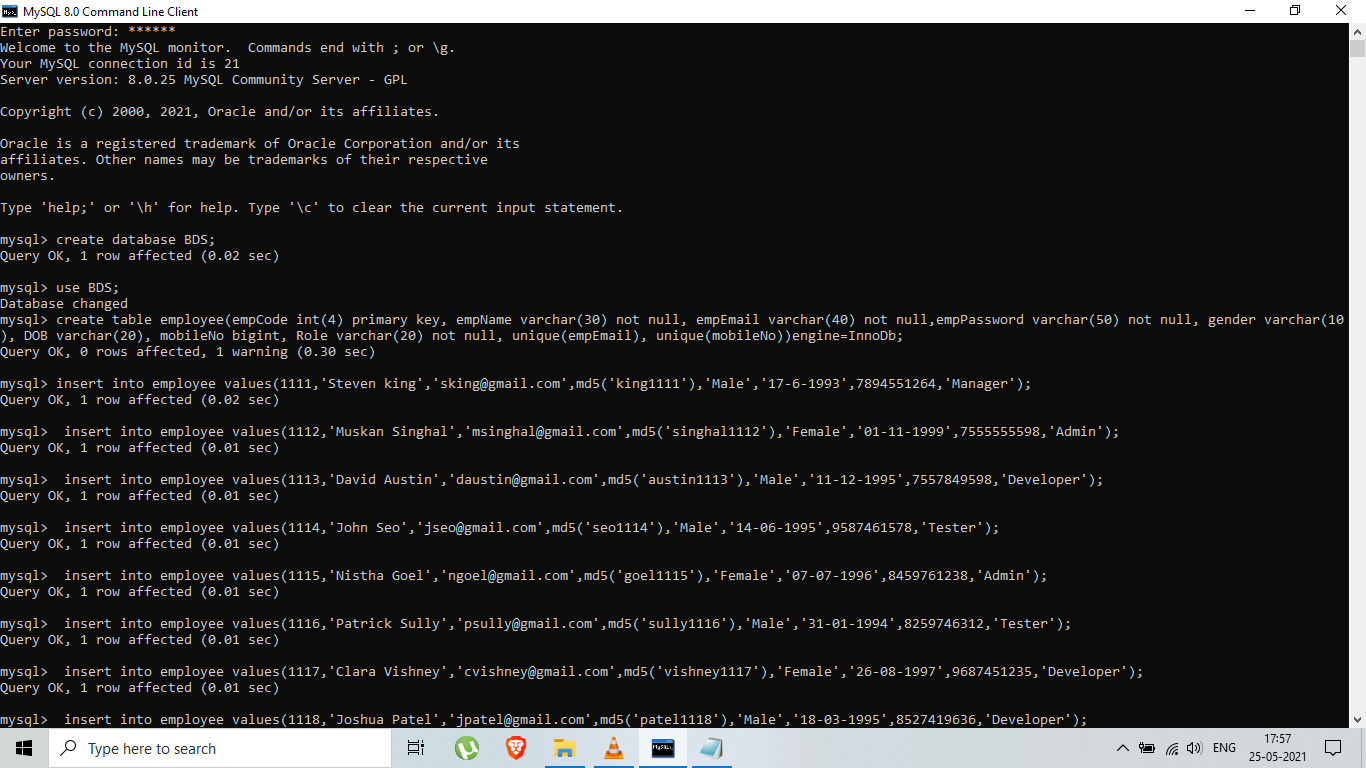 MySQL 8.0 Command Line Client
Enter password: ******
Welcome to the MySQL monitor.  Commands end with ; or \g.
Your MySQL connection id is 21
Server version: 8.0.25 MySQL Community Server - GPL
Copyright (c) 2000, 2021, Oracle and/or its affiliates.
Oracle is a registered trademark of Oracle Corporation and/or its
affiliates. Other names may be trademarks of their respective
owners.
Type 'help;' or '\h' for help. Type '\c' to clear the current input statement.
mysql> create database BDS;
Query OK, 1 row affected (0.02 sec)
mysql> use BDS;
Database changed
mysql> create table employee(empCode int(4) primary key, empName varchar(30) not null, empEmail varchar(40) not null,empPassword varchar(50) not null, gender varchar(10
), DOB varchar(20), mobileNo bigint, Role varchar(20) not null, unique(empEmail), unique(mobileNo))engine=InnoDb;
Query OK, 0 rows affected, 1 warning (0.30 sec)
mysql> insert into employee values(1111,'Steven king','sking@gmail.com',md5('king1111'),'Male','17-6-1993',7894551264,'Manager');
Query OK, 1 row affected (0.02 sec)
mysql>  insert into employee values(1112,'Muskan Singhal','msinghal@gmail.com',md5('singhal1112'),'Female','01-11-1999',7555555598,'Admin');
Query OK, 1 row affected (0.01 sec)
mysql>  insert into employee values(1113,'David Austin','daustin@gmail.com',md5('austin1113'),'Male','11-12-1995',7557849598,'Developer');
Query OK, 1 row affected (0.01 sec)
mysql>  insert into employee values(1114,'John Seo','jseo@gmail.com',md5('seo1114'),'Male','14-06-1995',9587461578,'Tester');
Query OK, 1 row affected (0.01 sec)
mysql>  insert into employee values(1115,'Nistha Goel','ngoel@gmail.com',md5('goel1115'),'Female','07-07-1996',8459761238,'Admin');
Query OK, 1 row affected (0.01 sec)
mysql>  insert into employee values(1116,'Patrick Sully','psully@gmail.com',md5('sully1116'),'Male','31-01-1994',8259746312,'Tester');
Query OK, 1 row affected (0.01 sec)
mysql>  insert into employee values(1117,'Clara Vishney','cvishney@gmail.com',md5('vishney1117'),'Female','26-08-1997',9687451235,'Developer');
Query OK, 1 row affected (0.01 sec)
mysql>  insert into employee values(1118,'Joshua Patel','jpatel@gmail.com',md5('patel1118'),'Male','18-03-1995',8527419636,'Developer');
Type here to search
ENG
17:57
25-05-2021